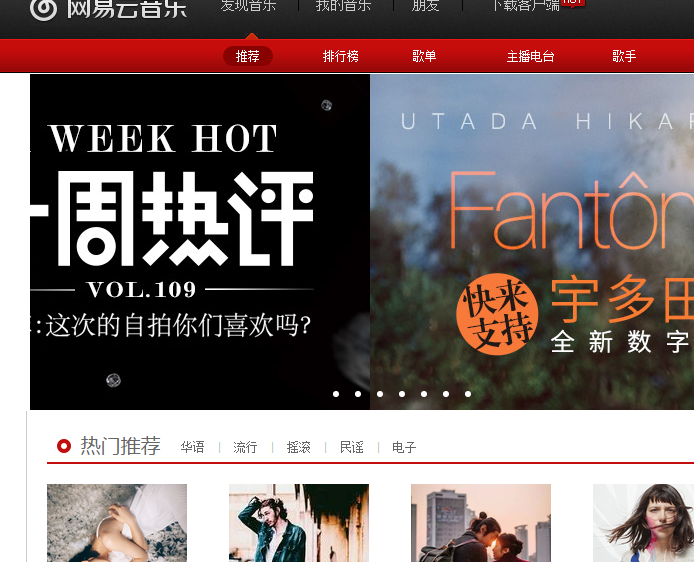 网易云音乐
发现音乐 我的音乐 朋友 下载客户端 HOT
推荐 排行榜 歌单 主播电台 歌手
WEEK HOT
一周热评
VOL.109
:这次的自拍你们喜欢吗?
UTADA HIKAR
Fantôm
快来
支持
宇多田
全新数字
热门推荐 华语 流行 摇滚 民谣 电子